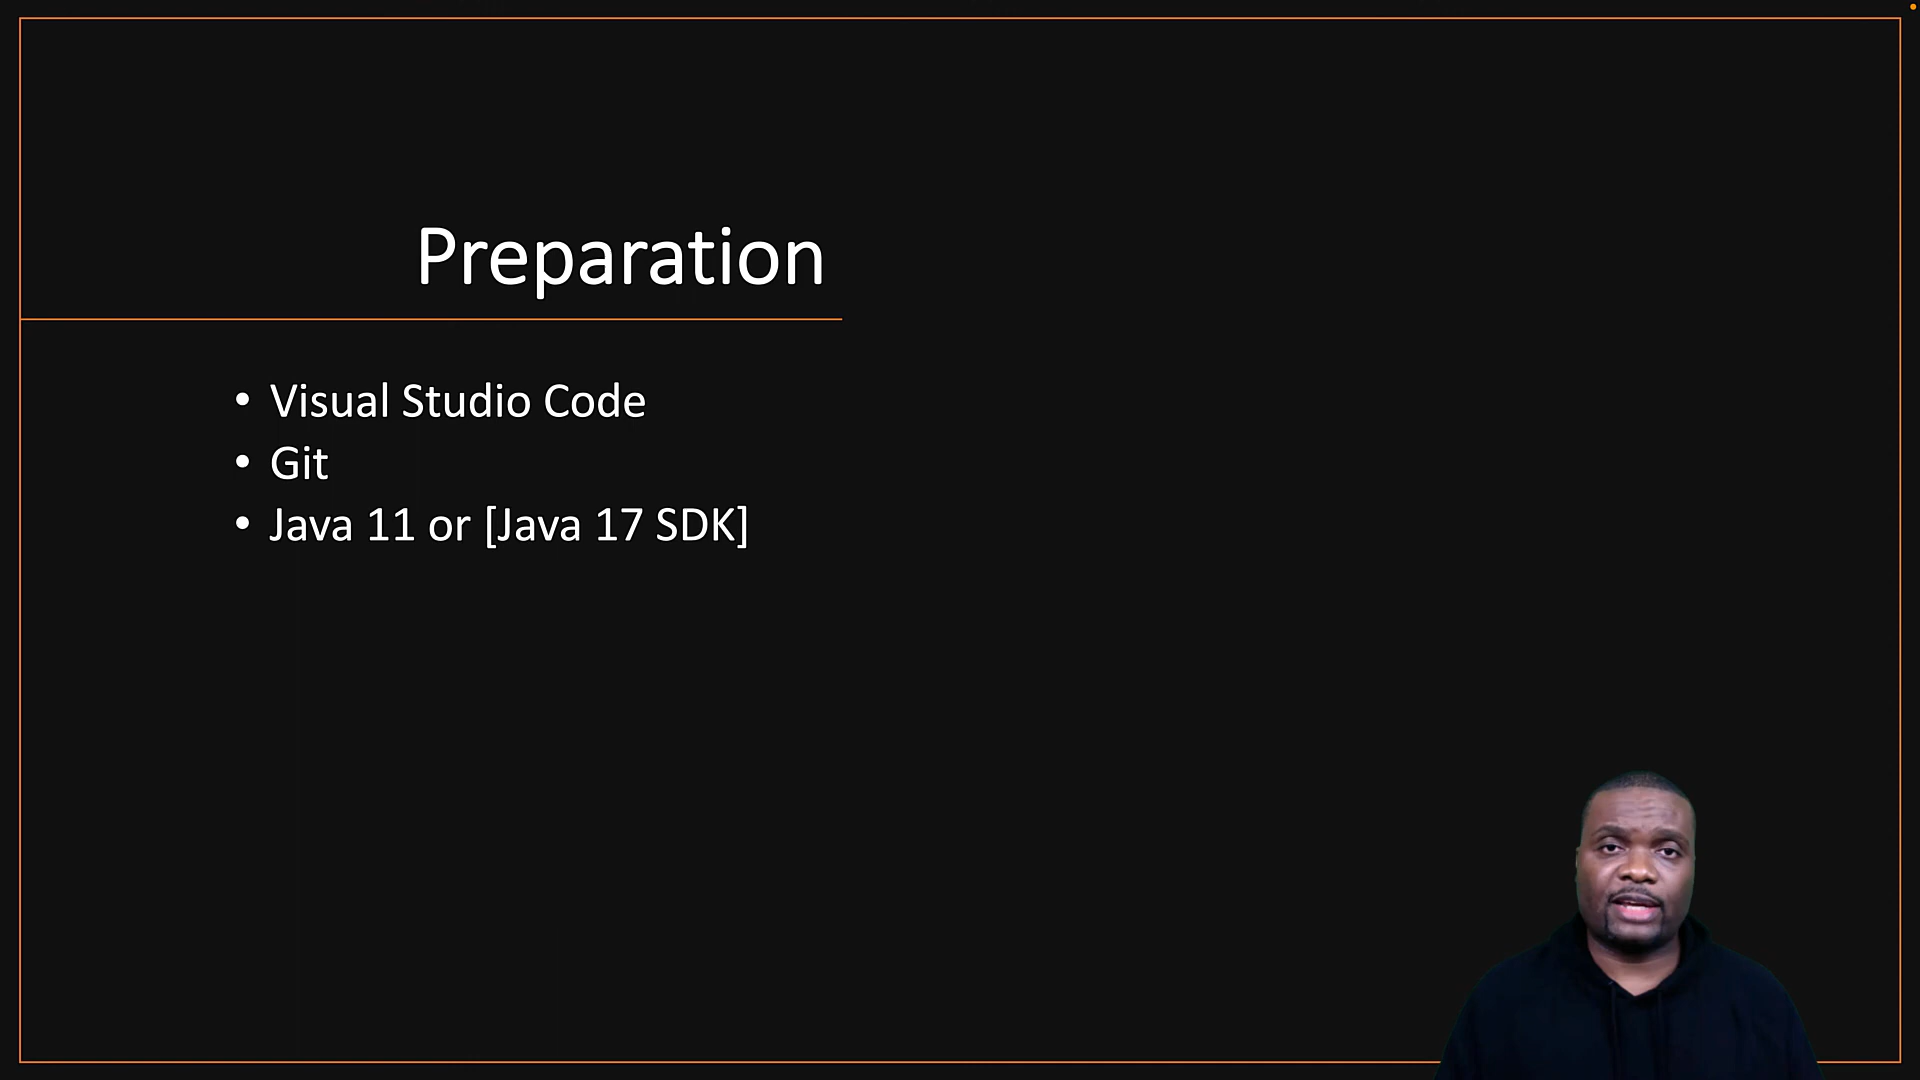 Preparation
• Visual Studio Code
• Git
• Java 11 or [Java 17 SDK]